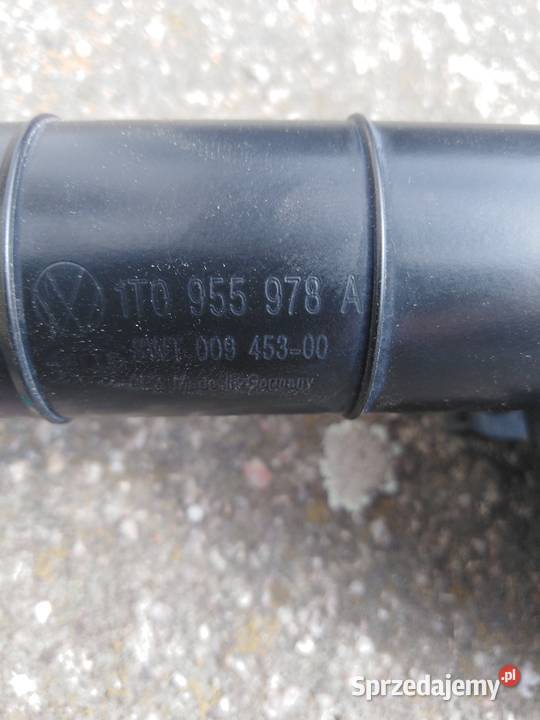 1T0 955 978 A
009 453-00
Made in Germany
Sprzedajemy.pl